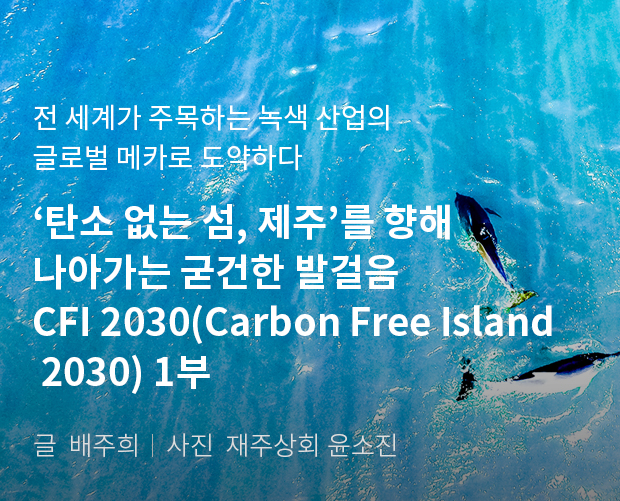 전 세계가 주목하는 녹색 산업의
글로벌 메카로 도약하다
‘탄소 없는 섬, 제주’를 향해
나아가는 굳건한 발걸음
CFI 2030(Carbon Free Island
2030) 1부
글 배주희 | 사진 재주상회 윤소진